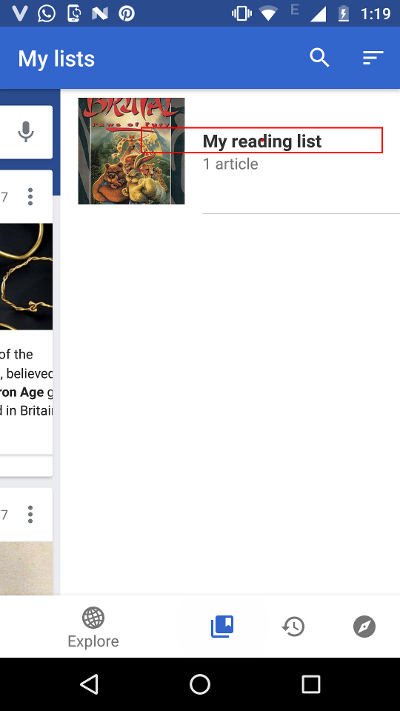 1:19
My lists
BRUTAL
Paws of Fury
My reading list
1 article
7
of the
, believed
ron Age g
d in Britain
7
Explore